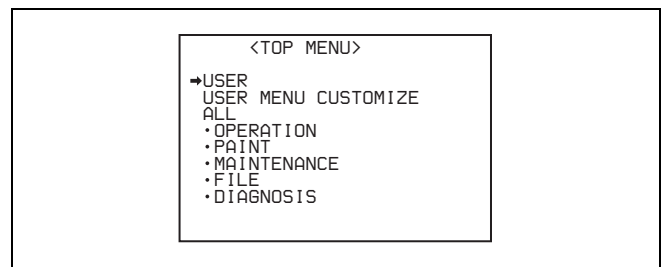 <TOP MENU>
➡USER
USER MENU CUSTOMIZE
ALL
·OPERATION
·PAINT
·MAINTENANCE
·FILE
·DIAGNOSIS